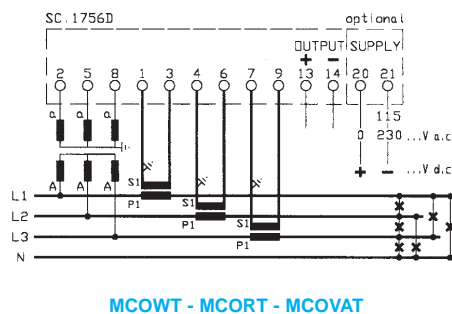 SC.1756D optional
OUTPUT SUPPLY
+ −
2 5 8 1 3 4 6 7 9 13 14 20 21
115
a a a 0 230 ...V a.c
...V d.c
+ −
A A A S1
L1 P1 S1
L2 P1 S1
L3 P1
N
MCOWT - MCORT - MCOVAT